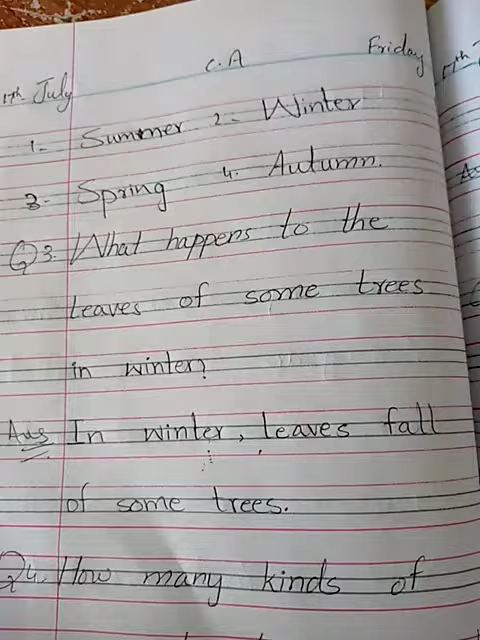 17th July C.A Friday
1. Summer 2. Winter
3. Spring 4. Autumn.
Q3. What happens to the
leaves of some trees
in winter?
Ans In winter, leaves fall
of some trees.
Q4. How many kinds of